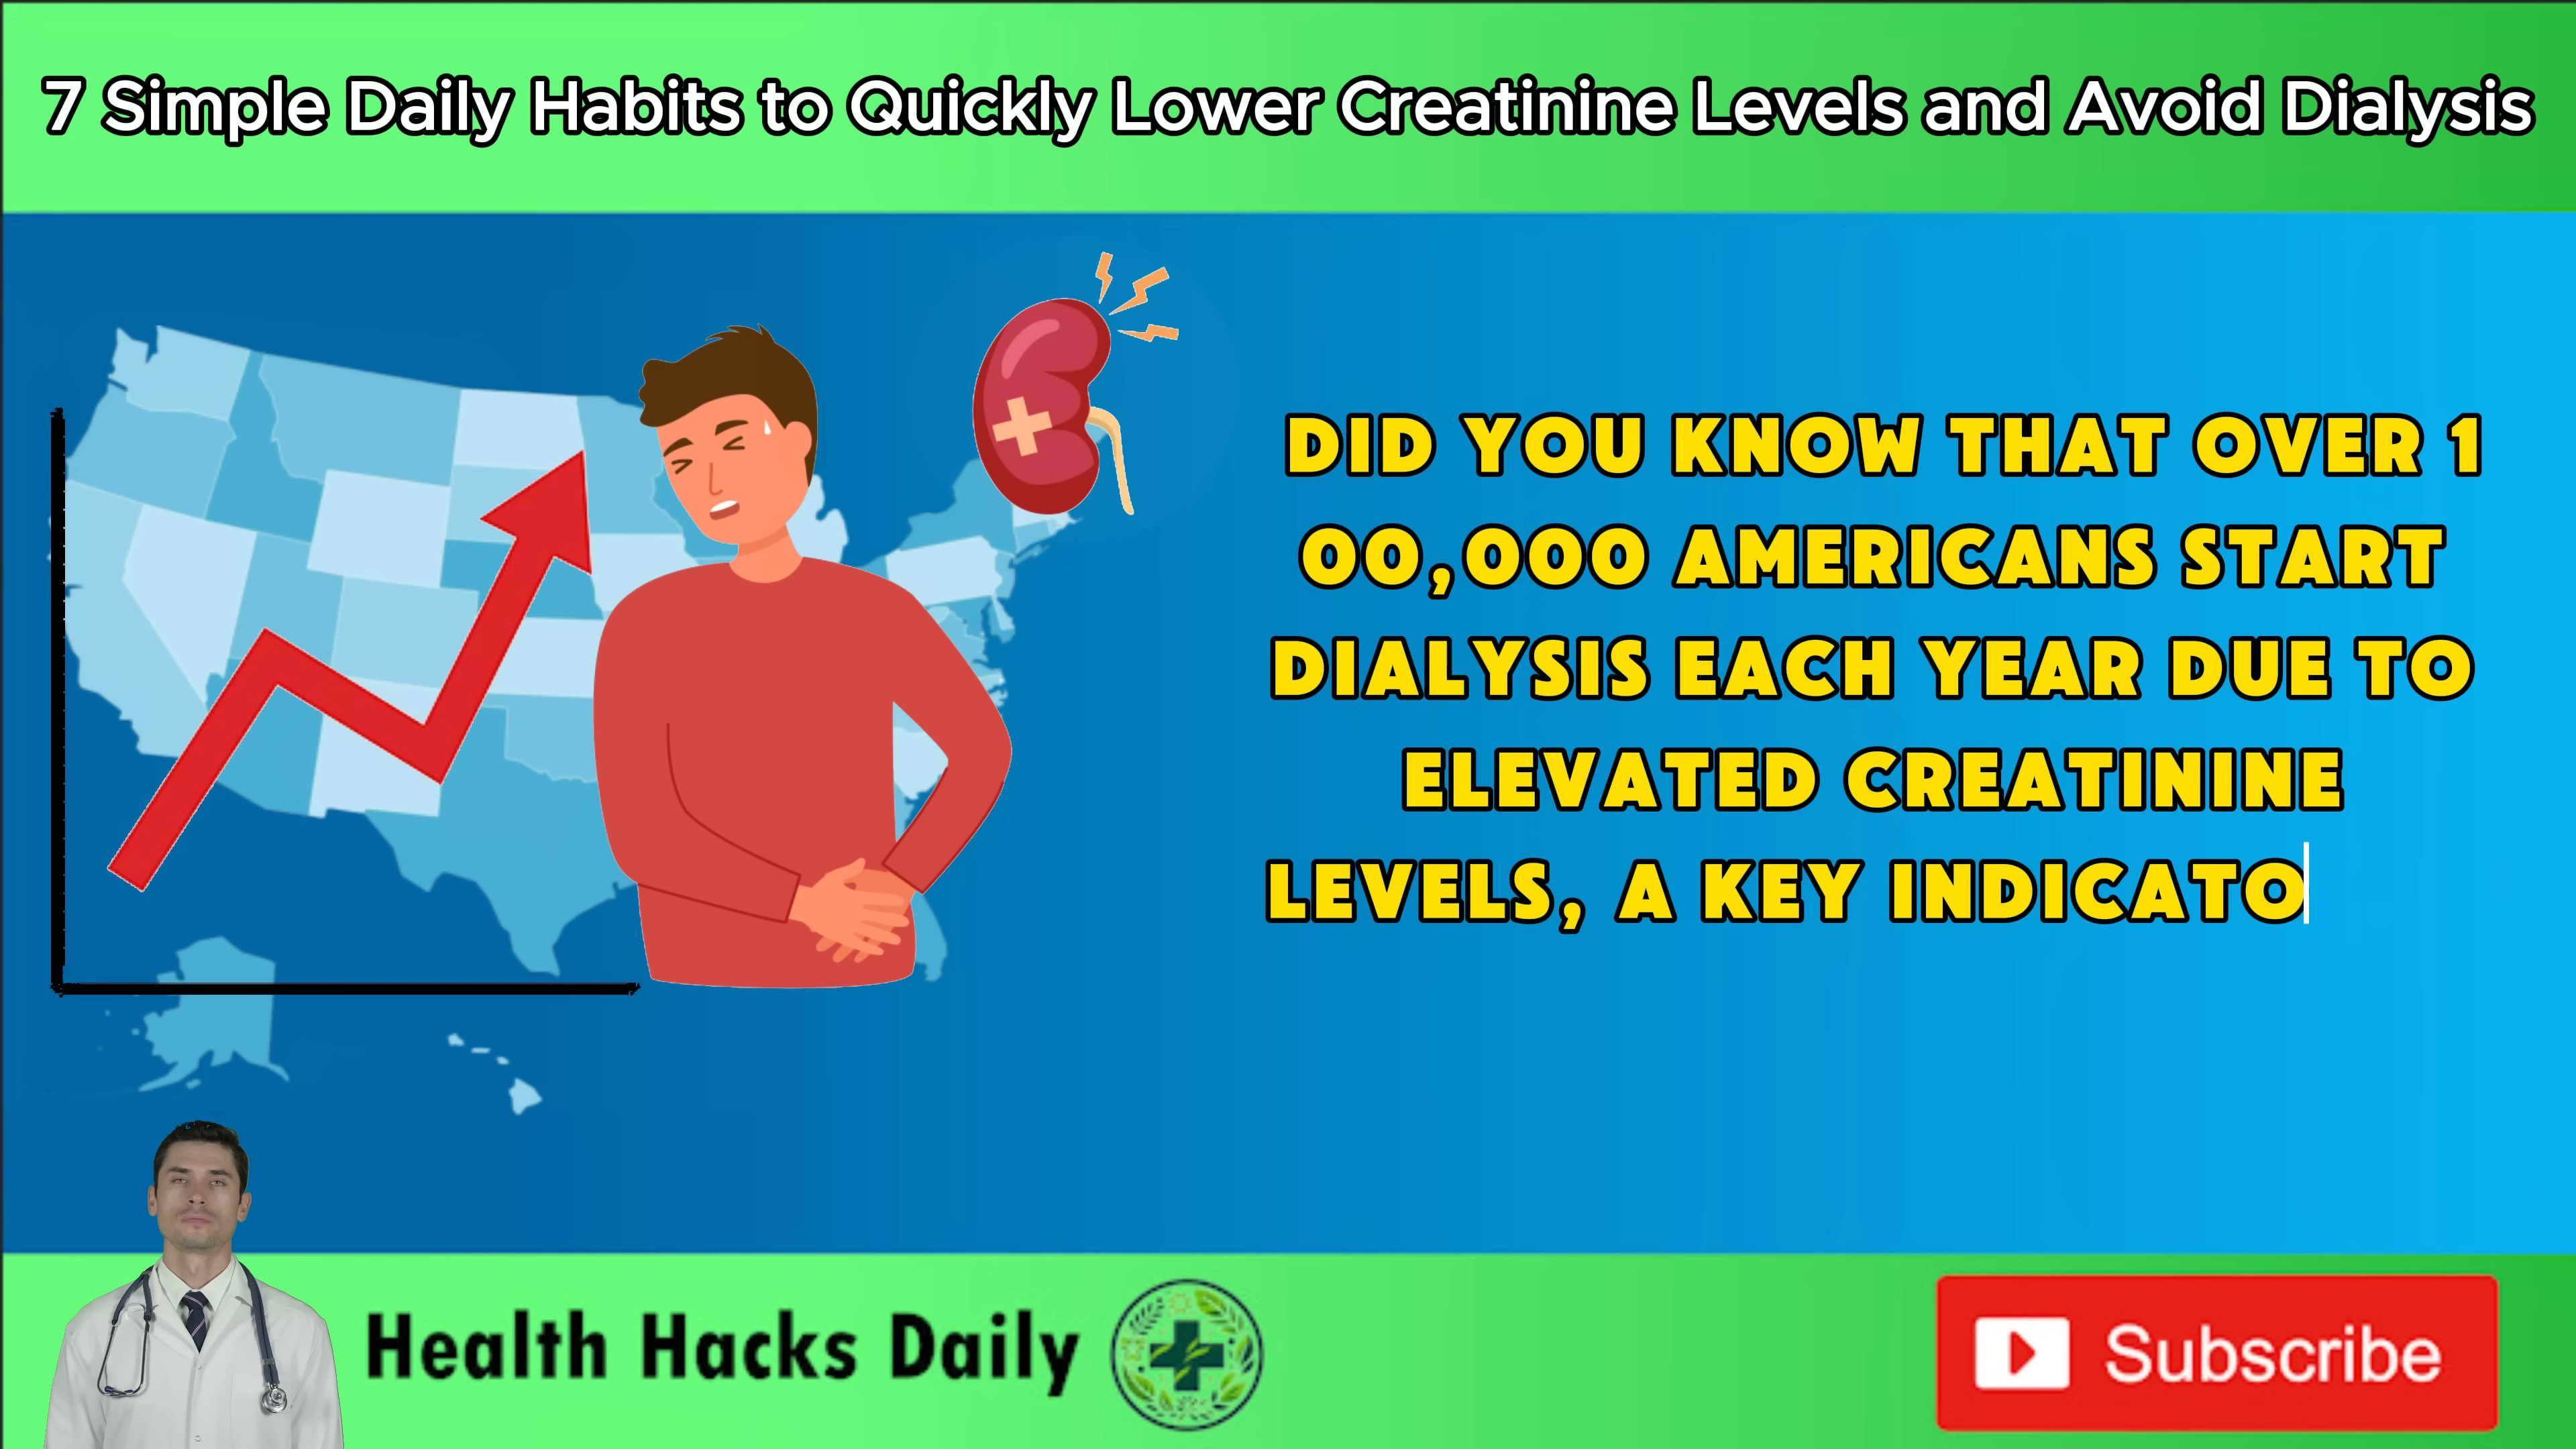 7 Simple Daily Habits to Quickly Lower Creatinine Levels and Avoid Dialysis
DID YOU KNOW THAT OVER 1
00,000 AMERICANS START
DIALYSIS EACH YEAR DUE TO
ELEVATED CREATININE
LEVELS, A KEY INDICATO
Health Hacks Daily
Subscribe